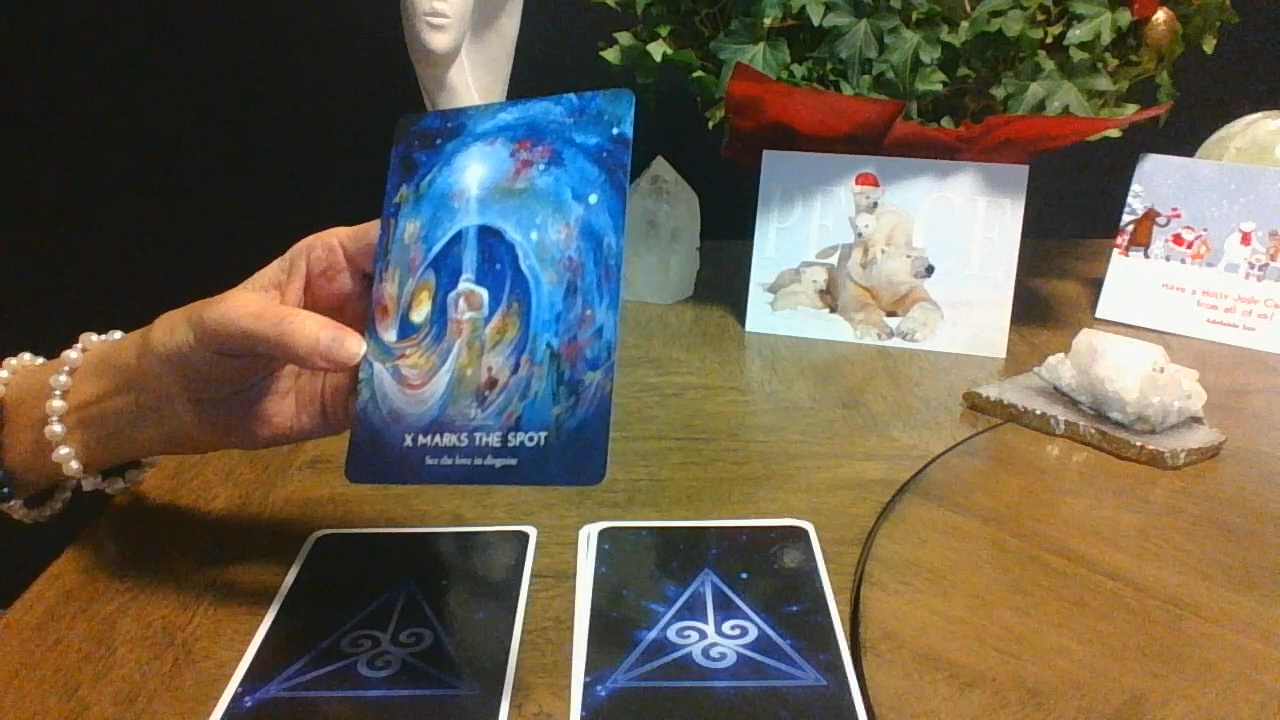 X MARKS THE SPOT
See the love in disguise
PEACE
Have a Holly Jolly
from all of us!